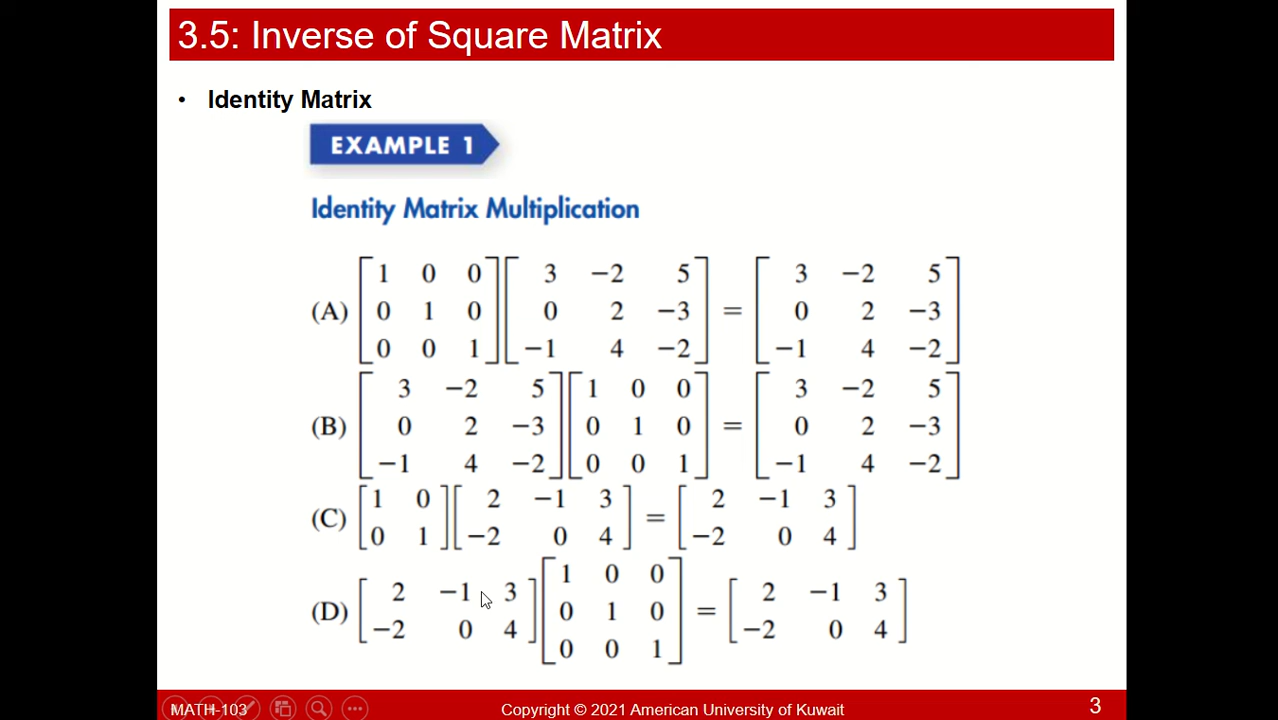 3.5: Inverse of Square Matrix
• Identity Matrix
EXAMPLE 1
Identity Matrix Multiplication
(A) [1 0 0; 0 1 0; 0 0 1] [3 −2 5; 0 2 −3; −1 4 −2] = [3 −2 5; 0 2 −3; −1 4 −2]
(B) [3 −2 5; 0 2 −3; −1 4 −2] [1 0 0; 0 1 0; 0 0 1] = [3 −2 5; 0 2 −3; −1 4 −2]
(C) [1 0; 0 1] [2 −1 3; −2 0 4] = [2 −1 3; −2 0 4]
(D) [2 −1 3; −2 0 4] [1 0 0; 0 1 0; 0 0 1] = [2 −1 3; −2 0 4]
MATH-103 Copyright © 2021 American University of Kuwait 3